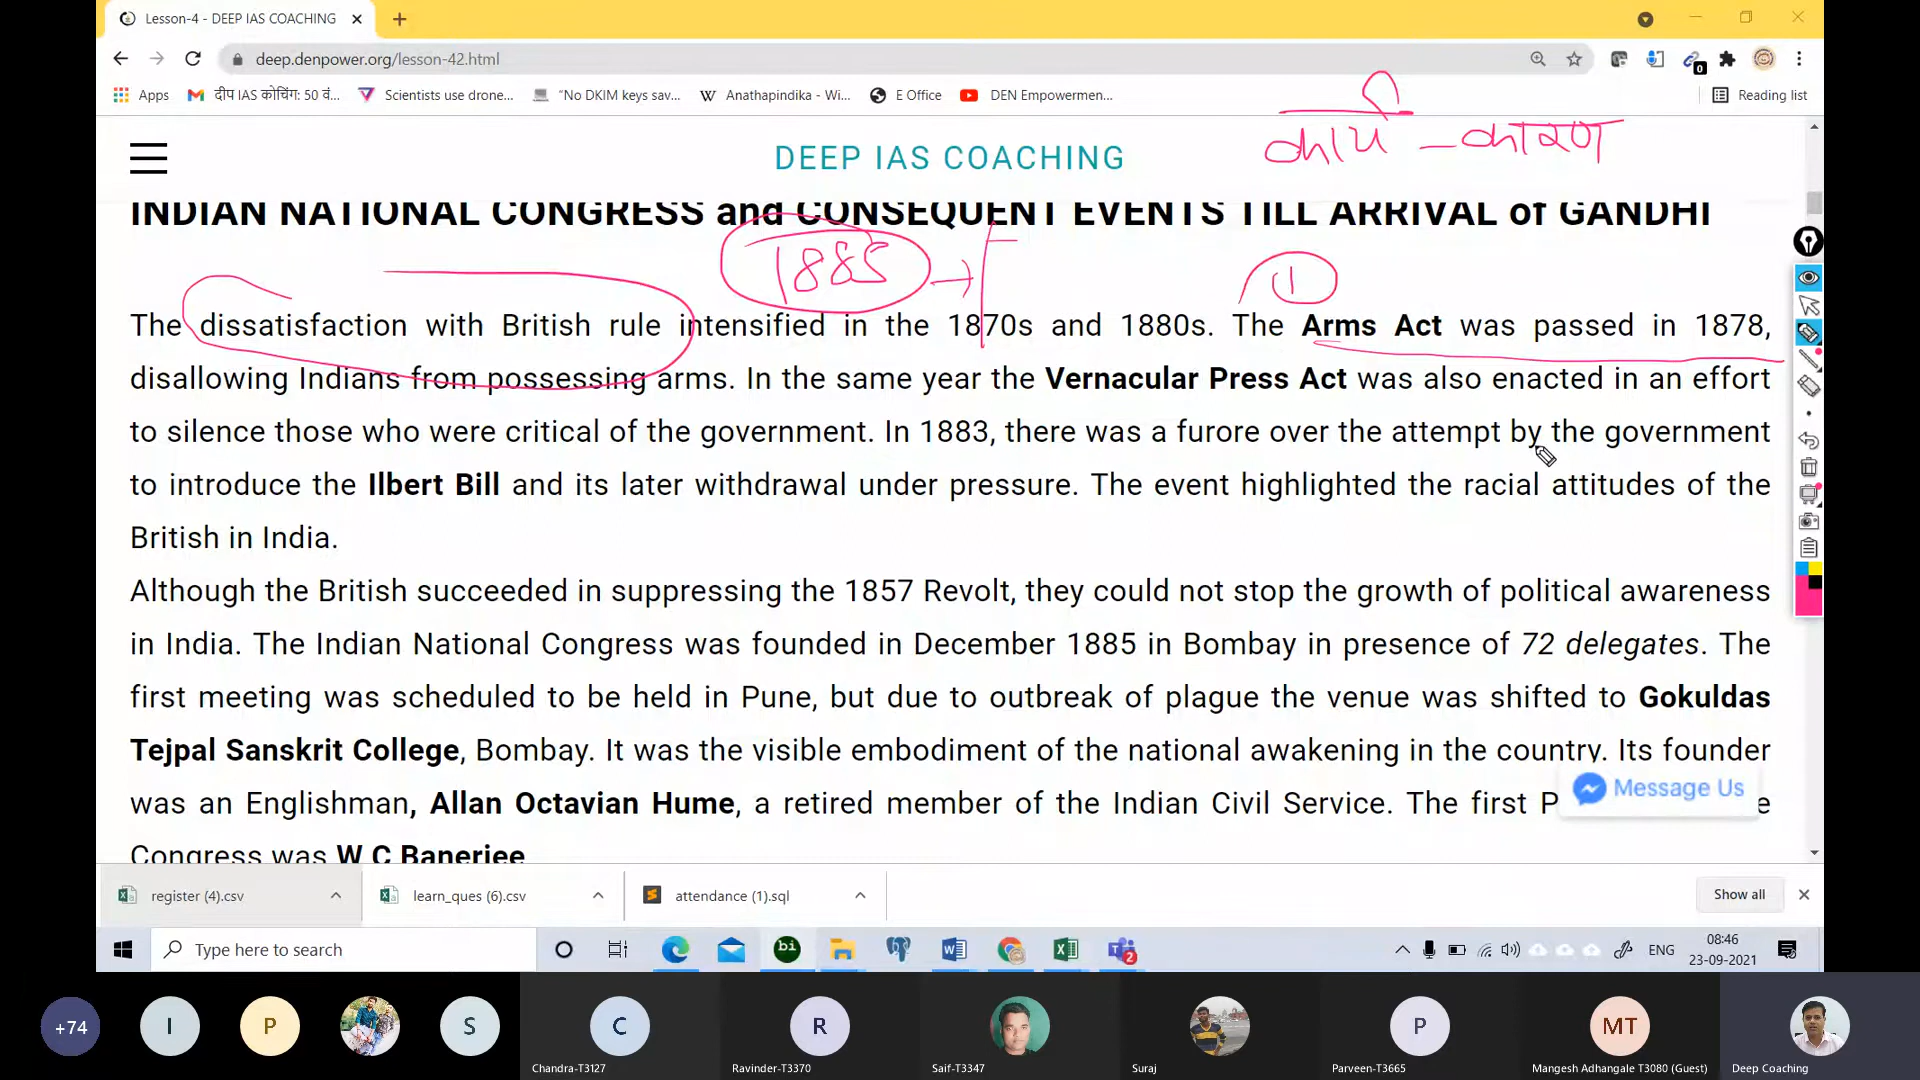 Lesson-4 - DEEP IAS COACHING
deep.denpower.org/lesson-42.html
Apps
दीप IAS कोचिंग: 50 वं...
Scientists use drone...
"No DKIM keys sav...
Anathapindika - Wi...
E Office
DEN Empowermen...
Reading list
0
DEEP IAS COACHING
कार्य - कारण
INDIAN NATIONAL CONGRESS and CONSEQUENT EVENTS TILL ARRIVAL of GANDHI
1885
1
The dissatisfaction with British rule intensified in the 1870s and 1880s. The Arms Act was passed in 1878,
disallowing Indians from possessing arms. In the same year the Vernacular Press Act was also enacted in an effort
to silence those who were critical of the government. In 1883, there was a furore over the attempt by the government
to introduce the Ilbert Bill and its later withdrawal under pressure. The event highlighted the racial attitudes of the
British in India.
Although the British succeeded in suppressing the 1857 Revolt, they could not stop the growth of political awareness
in India. The Indian National Congress was founded in December 1885 in Bombay in presence of 72 delegates. The
first meeting was scheduled to be held in Pune, but due to outbreak of plague the venue was shifted to Gokuldas
Tejpal Sanskrit College, Bombay. It was the visible embodiment of the national awakening in the country. Its founder
was an Englishman, Allan Octavian Hume, a retired member of the Indian Civil Service. The first
Congress was W C Banerjee
Message Us
register (4).csv
learn_ques (6).csv
attendance (1).sql
Show all
Type here to search
bi
2
ENG
08:46
23-09-2021
+74
I
P
S
C
R
P
MT
Chandra-T3127
Ravinder-T3370
Saif-T3347
Suraj
Parveen-T3665
Mangesh Adhangale T3080 (Guest)
Deep Coaching